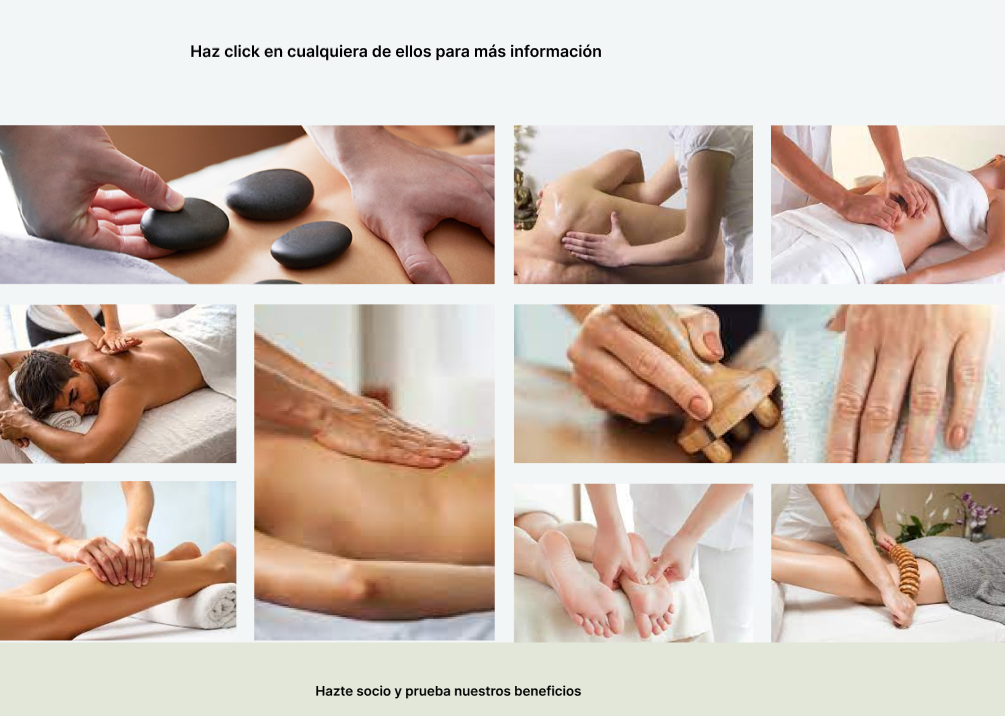 Haz click en cualquiera de ellos para más información
Hazte socio y prueba nuestros beneficios